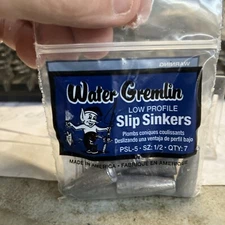 Water Gremlin
LOW PROFILE
Slip Sinkers
Plombs coniques coulissants
Deslizando una ventaja de perfil bajo
PSL-5 · SZ: 1/2 · QTY: 7
MADE IN AMERICA · FABRIQUÉ EN AMÉRIQUE